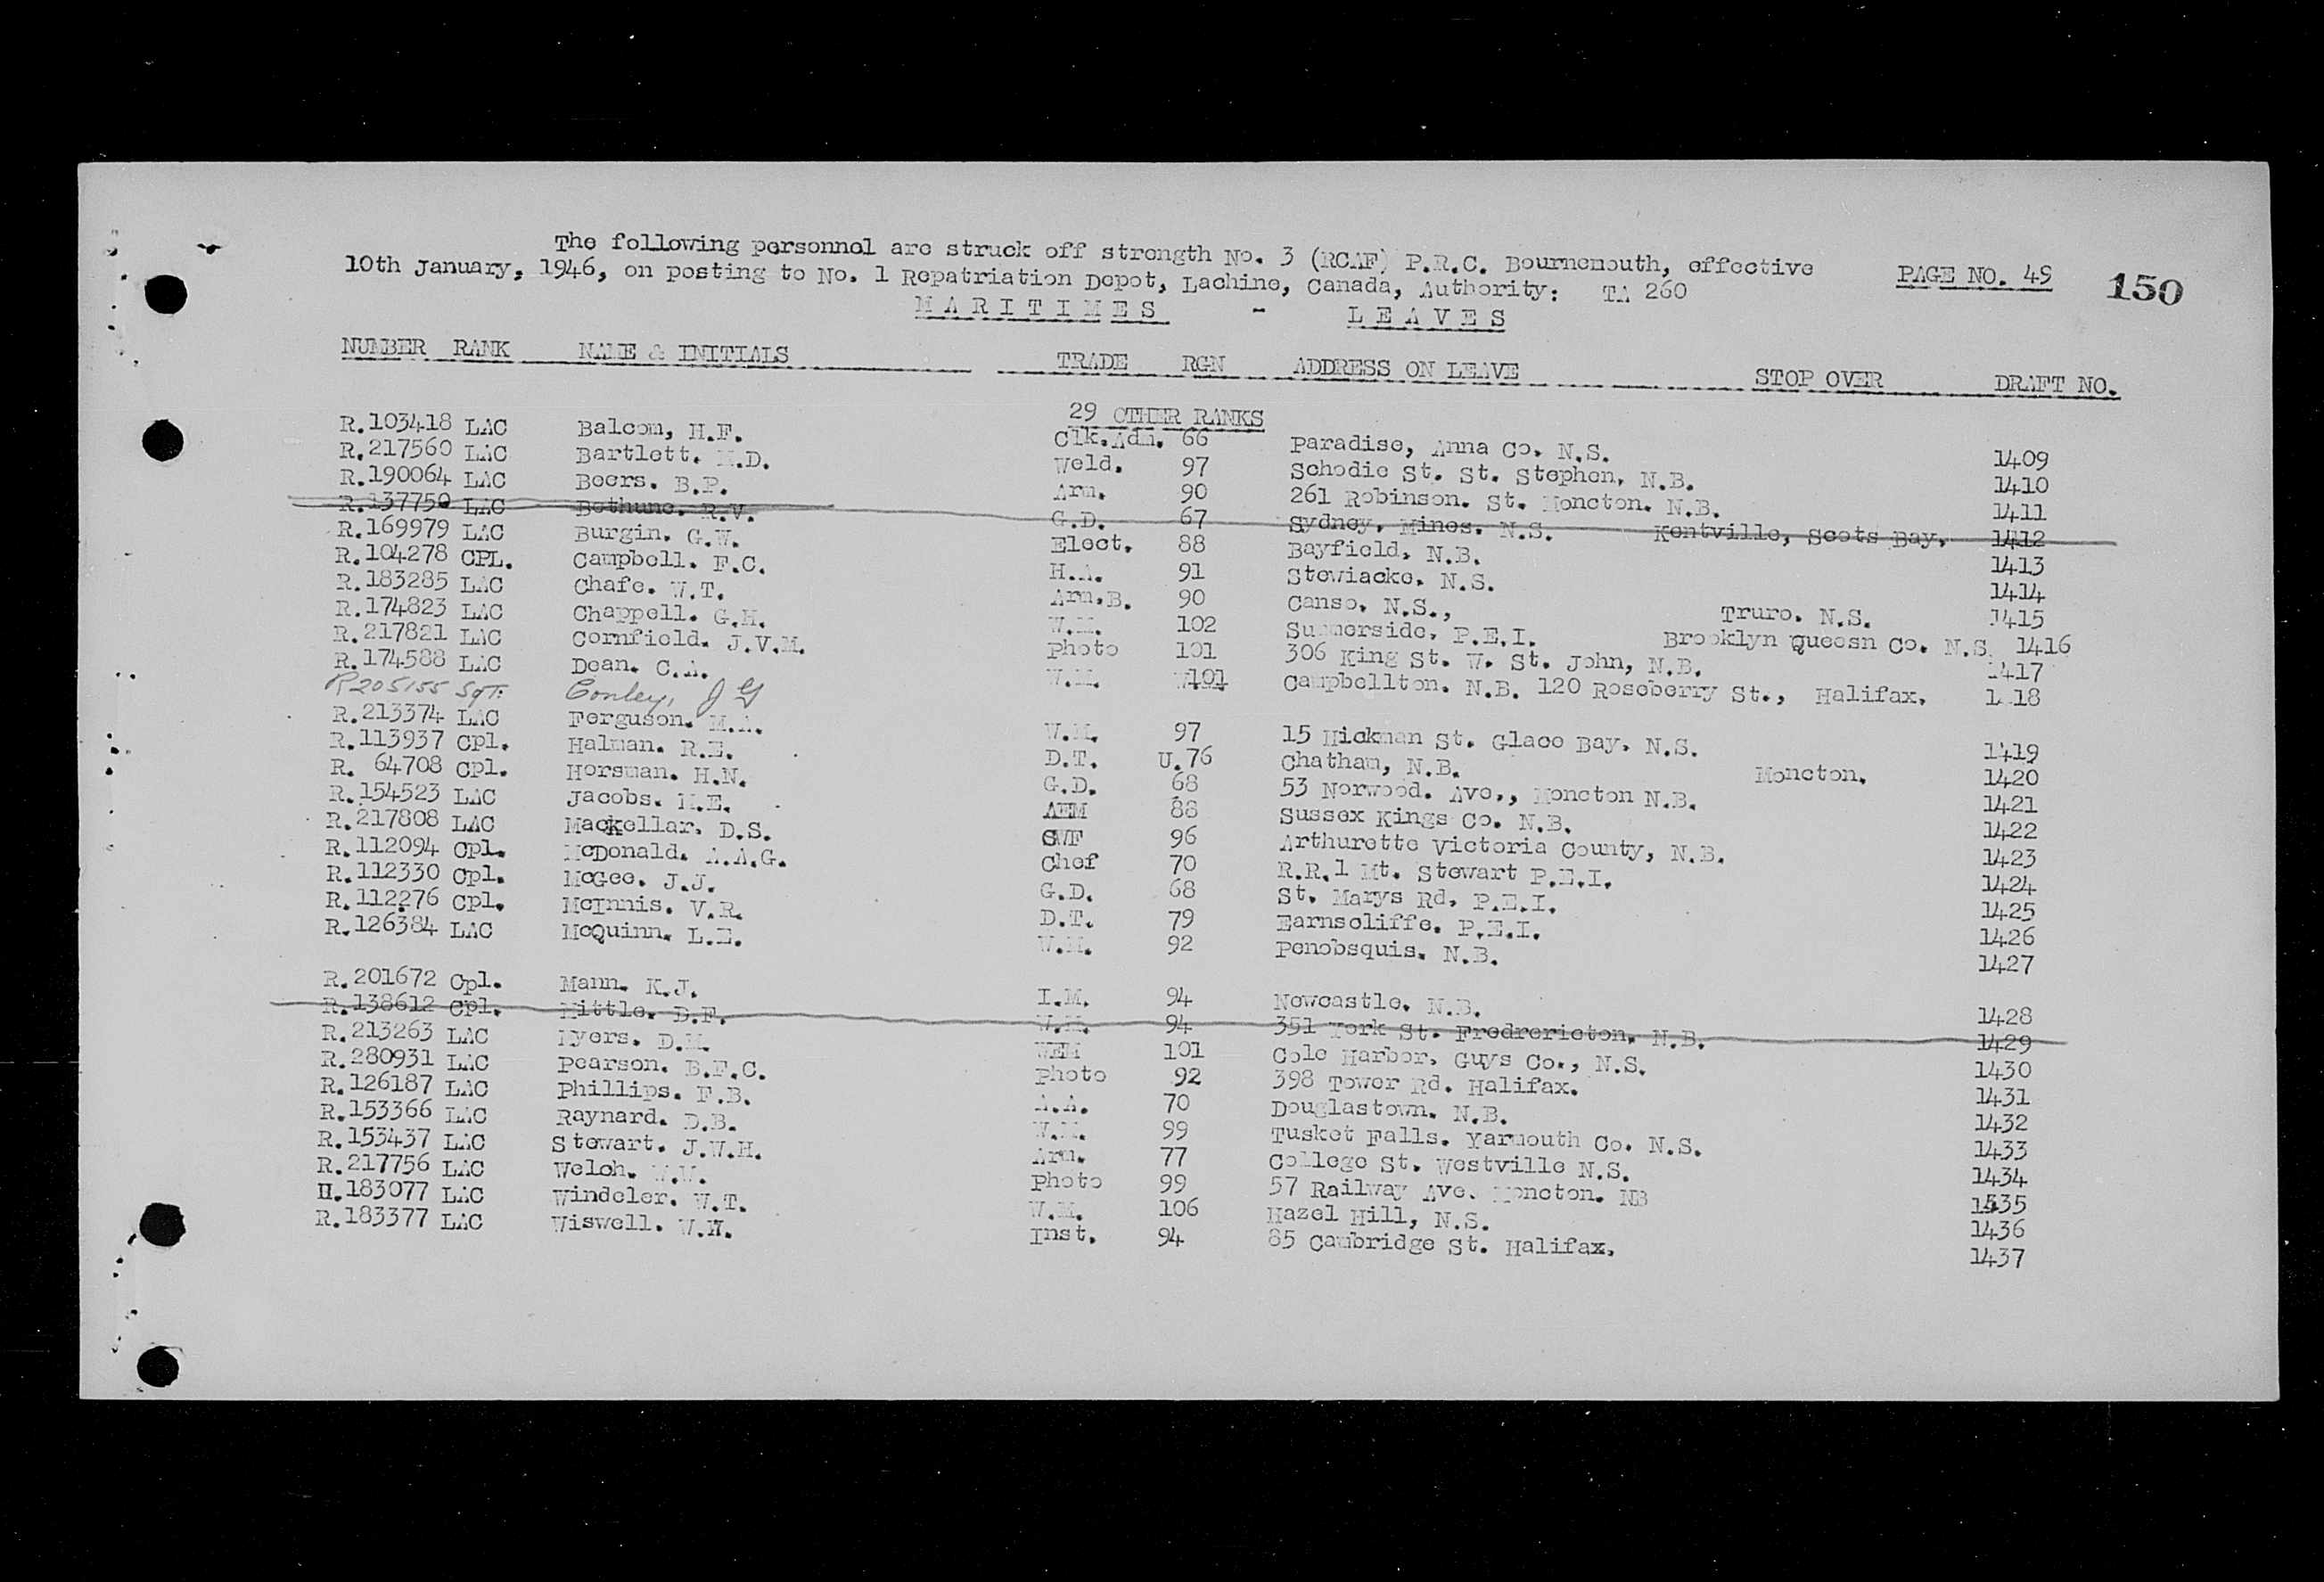 The following personnel are struck off strength No. 3 (RCAF) P.R.C. Bournemouth, effective
10th January, 1946, on posting to No. 1 Repatriation Depot, Lachine, Canada, Authority: TA 260
PAGE NO. 49 150
MARITIMES - LEAVES
NUMBER RANK NAME & INITIALS TRADE RGN ADDRESS ON LEAVE STOP OVER DRAFT NO.
29 OTHER RANKS
R.103418 LAC Balcom, H.F. Clk.Adm. 66 Paradise, Anna Co. N.S. 1409
R.217560 LAC Bartlett. M.D. Weld. 97 Schodie St. St. Stephen, N.B. 1410
R.190064 LAC Beers. B.P. Arm. 90 261 Robinson. St. Moncton. N.B. 1411
R.137750 LAC Bethune. R.V. G.D. 67 Sydney. Mines. N.S. Kentville, Scots Bay. 1412
R.169979 LAC Burgin. G.W. Elect. 88 Bayfield. N.B. 1413
R.104278 CPL. Campbell. F.C. H.A. 91 Stewiacke. N.S. 1414
R.183285 LAC Chafe. W.T. Arm.B. 90 Canso. N.S., Truro. N.S. 1415
R.174823 LAC Chappell. G.H. W.M. 102 Summerside. P.E.I. Brooklyn Queesn Co. N.S. 1416
R.217821 LAC Cornfield. J.V.M. Photo 101 306 King St. W. St. John, N.B. 1417
R.174588 LAC Dean. C.A. W.M. 101 Campbellton. N.B. 120 Roseberry St., Halifax. 1418
R205155 Sgt. Conley, J G
R.213374 LAC Ferguson. M.A. W.M. 97 15 Hickman St. Glace Bay. N.S. 1419
R.113937 Cpl. Halman. R.E. D.T. U.76 Chatham, N.B. Moncton. 1420
R. 64708 Cpl. Horsman. H.N. G.D. 68 53 Norwood. Ave., Moncton N.B. 1421
R.154523 LAC Jacobs. M.E. AEM 88 Sussex Kings Co. N.B. 1422
R.217808 LAC Mackellar. D.S. SWF 96 Arthurette Victoria County, N.B. 1423
R.112094 Cpl. McDonald. A.A.G. Chef 70 R.R.1 Mt. Stewart P.E.I. 1424
R.112330 Cpl. McGee. J.J. G.D. 68 St. Marys Rd. P.E.I. 1425
R.112276 Cpl. McInnis. V.R. D.T. 79 Earnscliffe. P.E.I. 1426
R.126384 LAC McQuinn. L.E. W.M. 92 Penobsquis. N.B. 1427
R.201672 Cpl. Mann. K.J. I.M. 94 Newcastle. N.B. 1428
R.138612 Cpl. Mittle. D.F. W.M. 94 351 York St. Fredrericton. N.B. 1429
R.213263 LAC Myers. D.M. WEM 101 Cole Harbor. Guys Co., N.S. 1430
R.280931 LAC Pearson. B.F.C. Photo 92 398 Tower Rd. Halifax. 1431
R.126187 LAC Phillips. F.B. A.A. 70 Douglastown. N.B. 1432
R.153366 LAC Raynard. D.B. W.M. 99 Tusket Falls. Yarmouth Co. N.S. 1433
R.153437 LAC Stewart. J.W.H. Arm. 77 College St. Westville N.S. 1434
R.217756 LAC Welch. Photo 99 57 Railway Ave. Moncton. NB 1535
R.183077 LAC Windeler. W.T. W.M. 106 Hazel Hill, N.S. 1436
R.183377 LAC Wiswell. W.W. Inst. 94 85 Cambridge St. Halifax. 1437